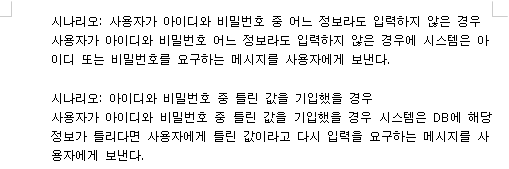 시나리오: 사용자가 아이디와 비밀번호 중 어느 정보라도 입력하지 않은 경우
사용자가 아이디와 비밀번호 어느 정보라도 입력하지 않은 경우에 시스템은 아
이디 또는 비밀번호를 요구하는 메시지를 사용자에게 보낸다.
시나리오: 아이디와 비밀번호 중 틀린 값을 기입했을 경우
사용자가 아이디와 비밀번호 중 틀린 값을 기입했을 경우 시스템은 DB에 해당
정보가 틀리다면 사용자에게 틀린 값이라고 다시 입력을 요구하는 메시지를 사
용자에게 보낸다.